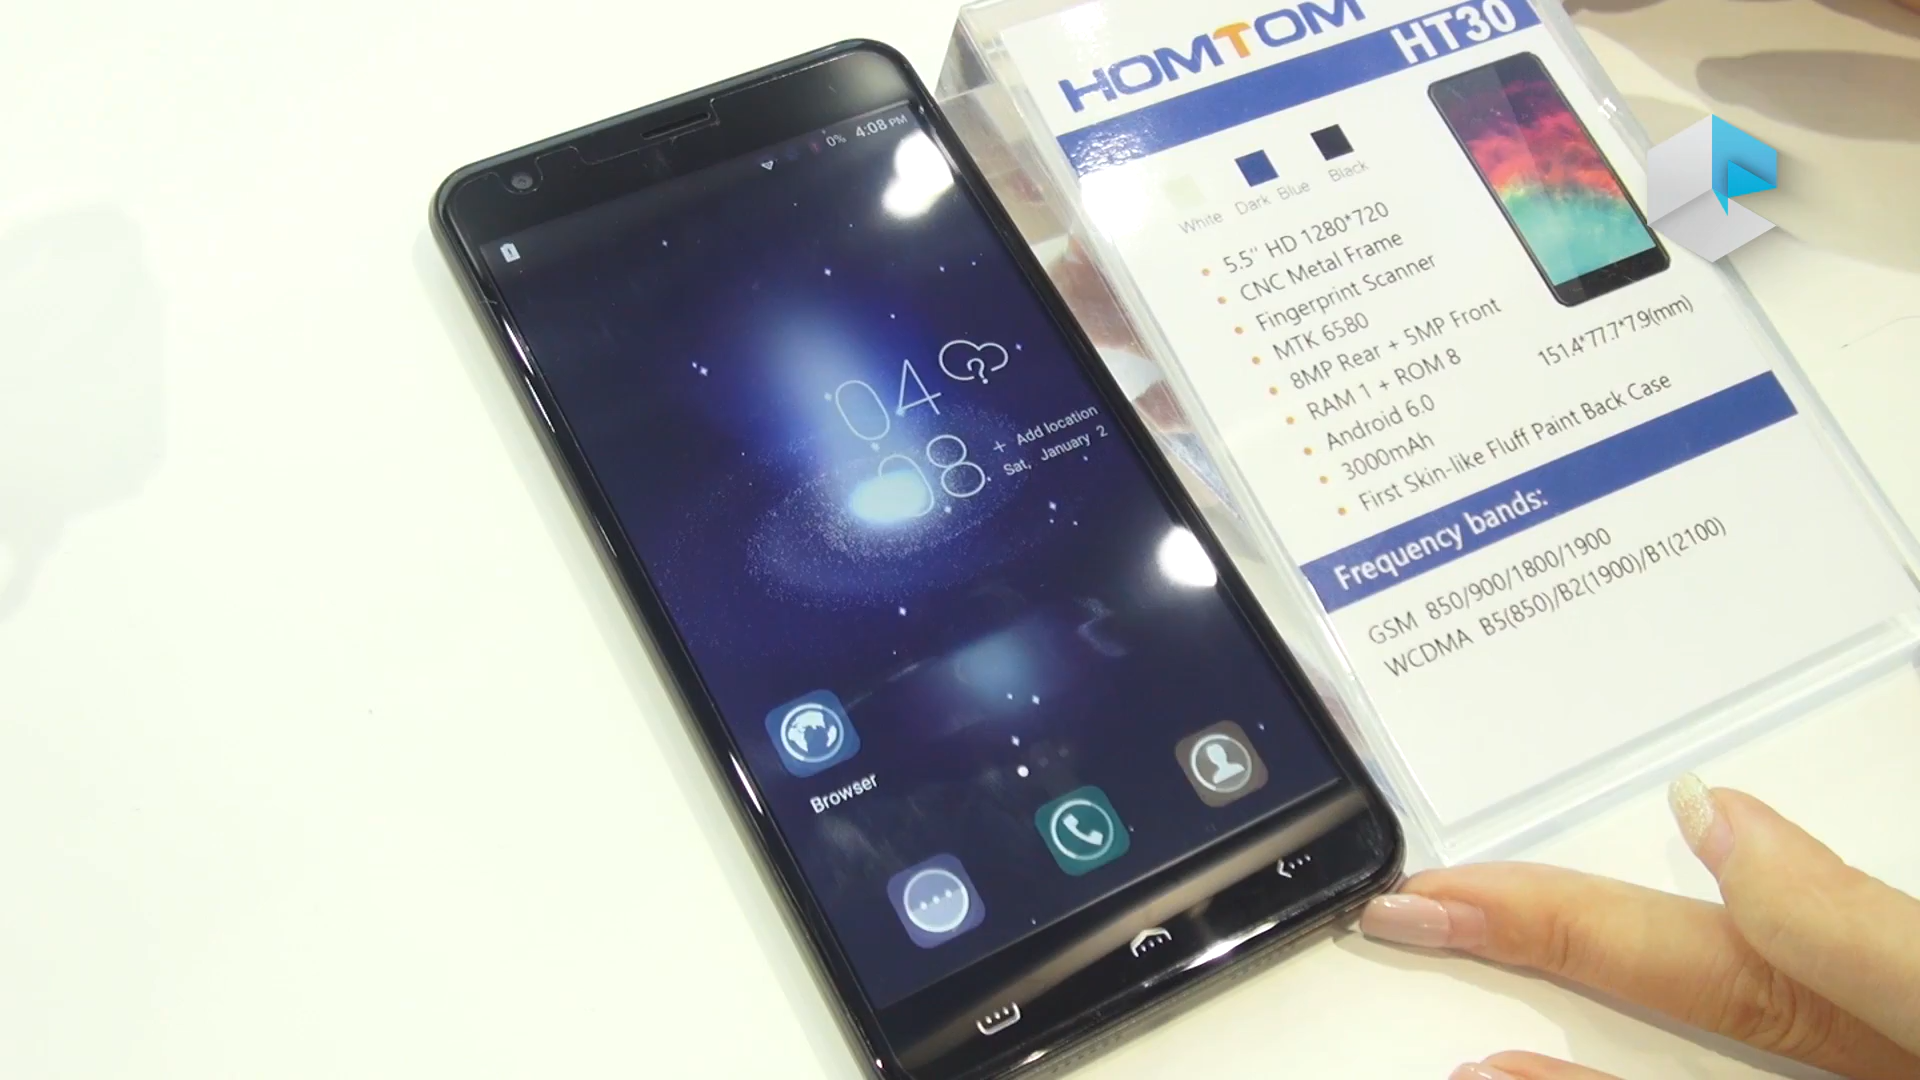 0% 4:08 PM
04
08
+ Add location
Sat, January 2
Browser
HOMTOM
HT30
White Dark Blue Black
5.5" HD 1280*720
CNC Metal Frame
Fingerprint Scanner
MTK 6580
8MP Rear + 5MP Front
RAM 1 + ROM 8
Android 6.0
3000mAh
First Skin-like Fluff Paint Back Case
151.4*77.7*7.9(mm)
Frequency bands:
GSM 850/900/1800/1900
WCDMA B5(850)/B2(1900)/B1(2100)